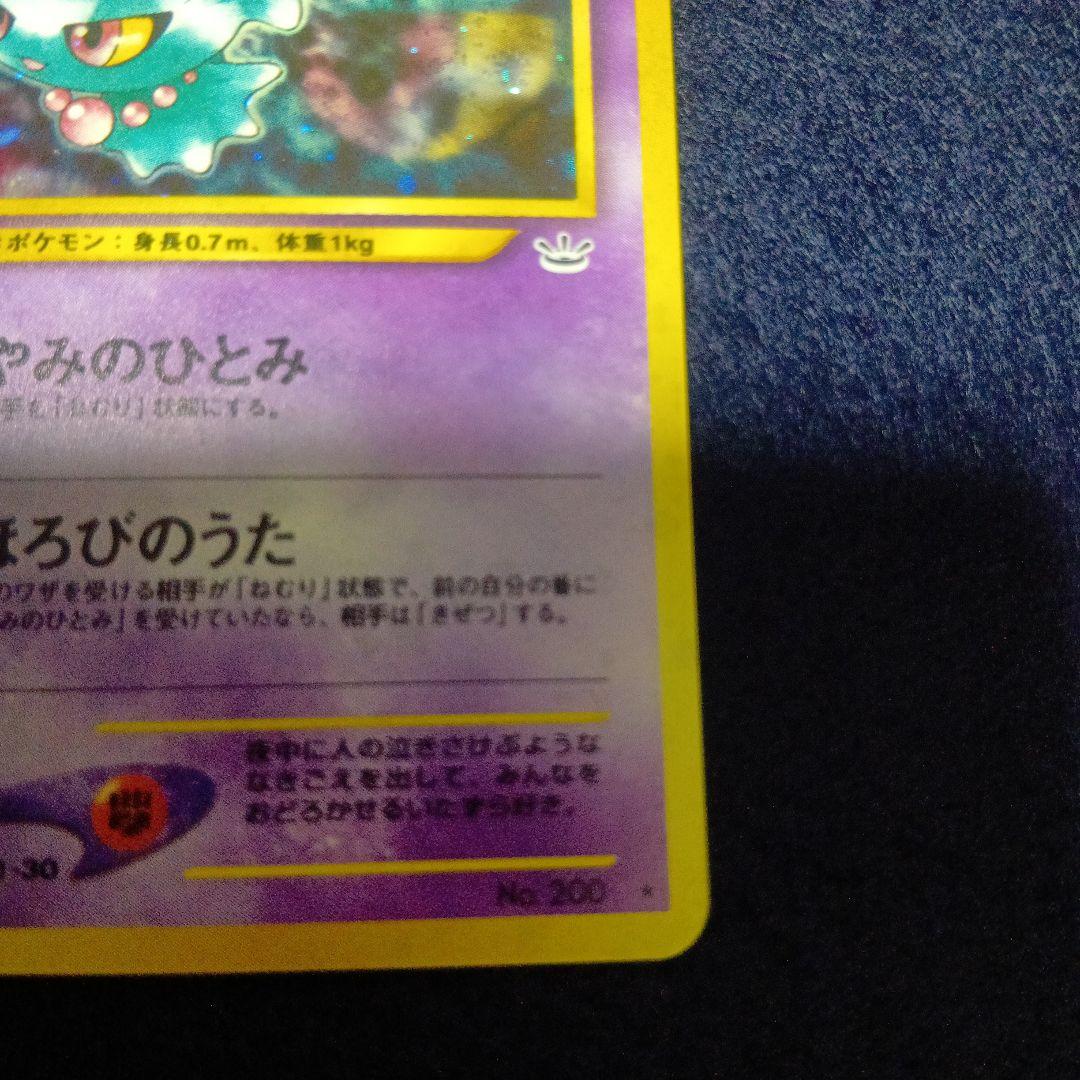 ポケモン：身長0.7m、体重1kg
やみのひとみ
手を「ねむり」状態にする。
ほろびのうた
のワザを受ける相手が「ねむり」状態で、前の自分の番に
みのひとみ」を受けていたなら、相手は「きぜつ」する。
夜中に人の泣きさけぶような
なきごえを出して、みんなを
おどろかせるいたずら好き。
-30
No. 200 ★